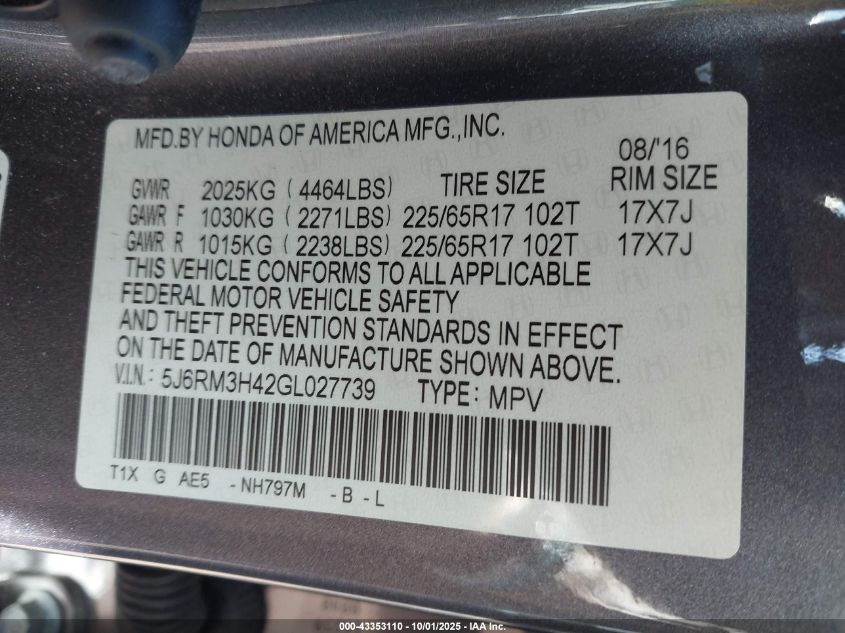 MFD.BY HONDA OF AMERICA MFG.,INC.
08/'16
GVWR 2025KG (4464LBS) TIRE SIZE RIM SIZE
GAWR F 1030KG (2271LBS) 225/65R17 102T 17X7J
GAWR R 1015KG (2238LBS) 225/65R17 102T 17X7J
THIS VEHICLE CONFORMS TO ALL APPLICABLE
FEDERAL MOTOR VEHICLE SAFETY
AND THEFT PREVENTION STANDARDS IN EFFECT
ON THE DATE OF MANUFACTURE SHOWN ABOVE.
V.I.N.: 5J6RM3H42GL027739 TYPE: MPV
T1X G AE5 -NH797M -B-L
000-43353110 - 10/01/2025 - IAA Inc.